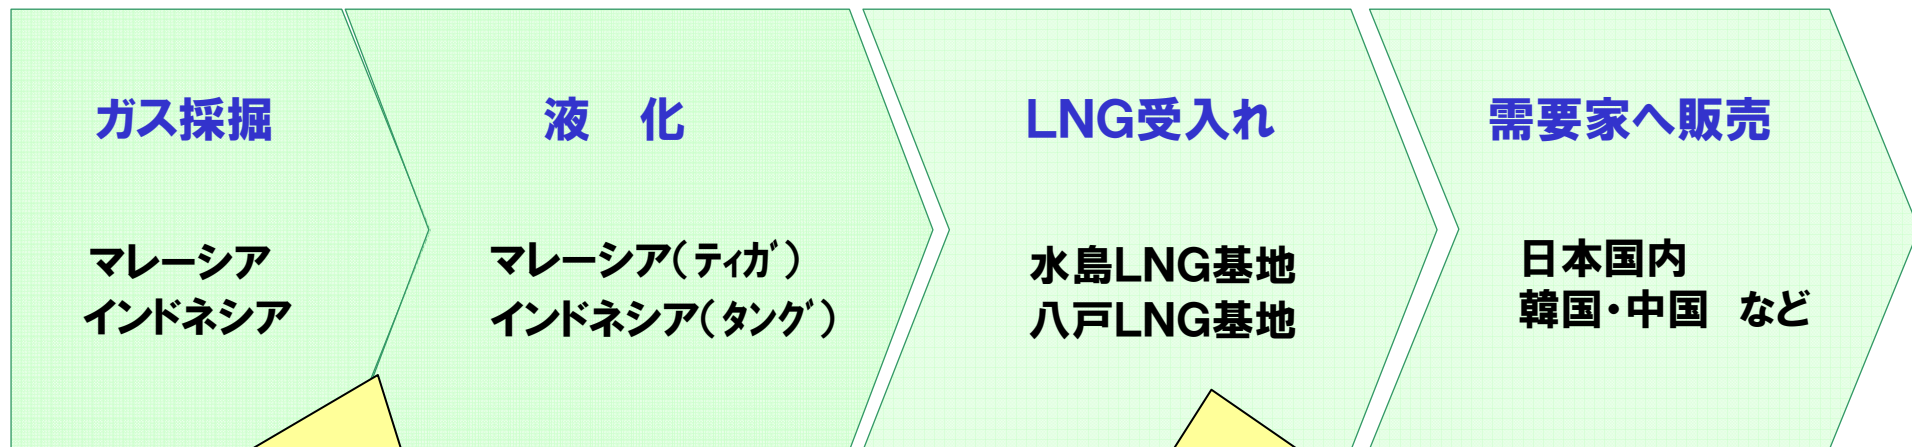 ガス採掘
マレーシア
インドネシア
液　化
マレーシア(ティガ)
インドネシア(タング)
LNG受入れ
水島LNG基地
八戸LNG基地
需要家へ販売
日本国内
韓国・中国　など